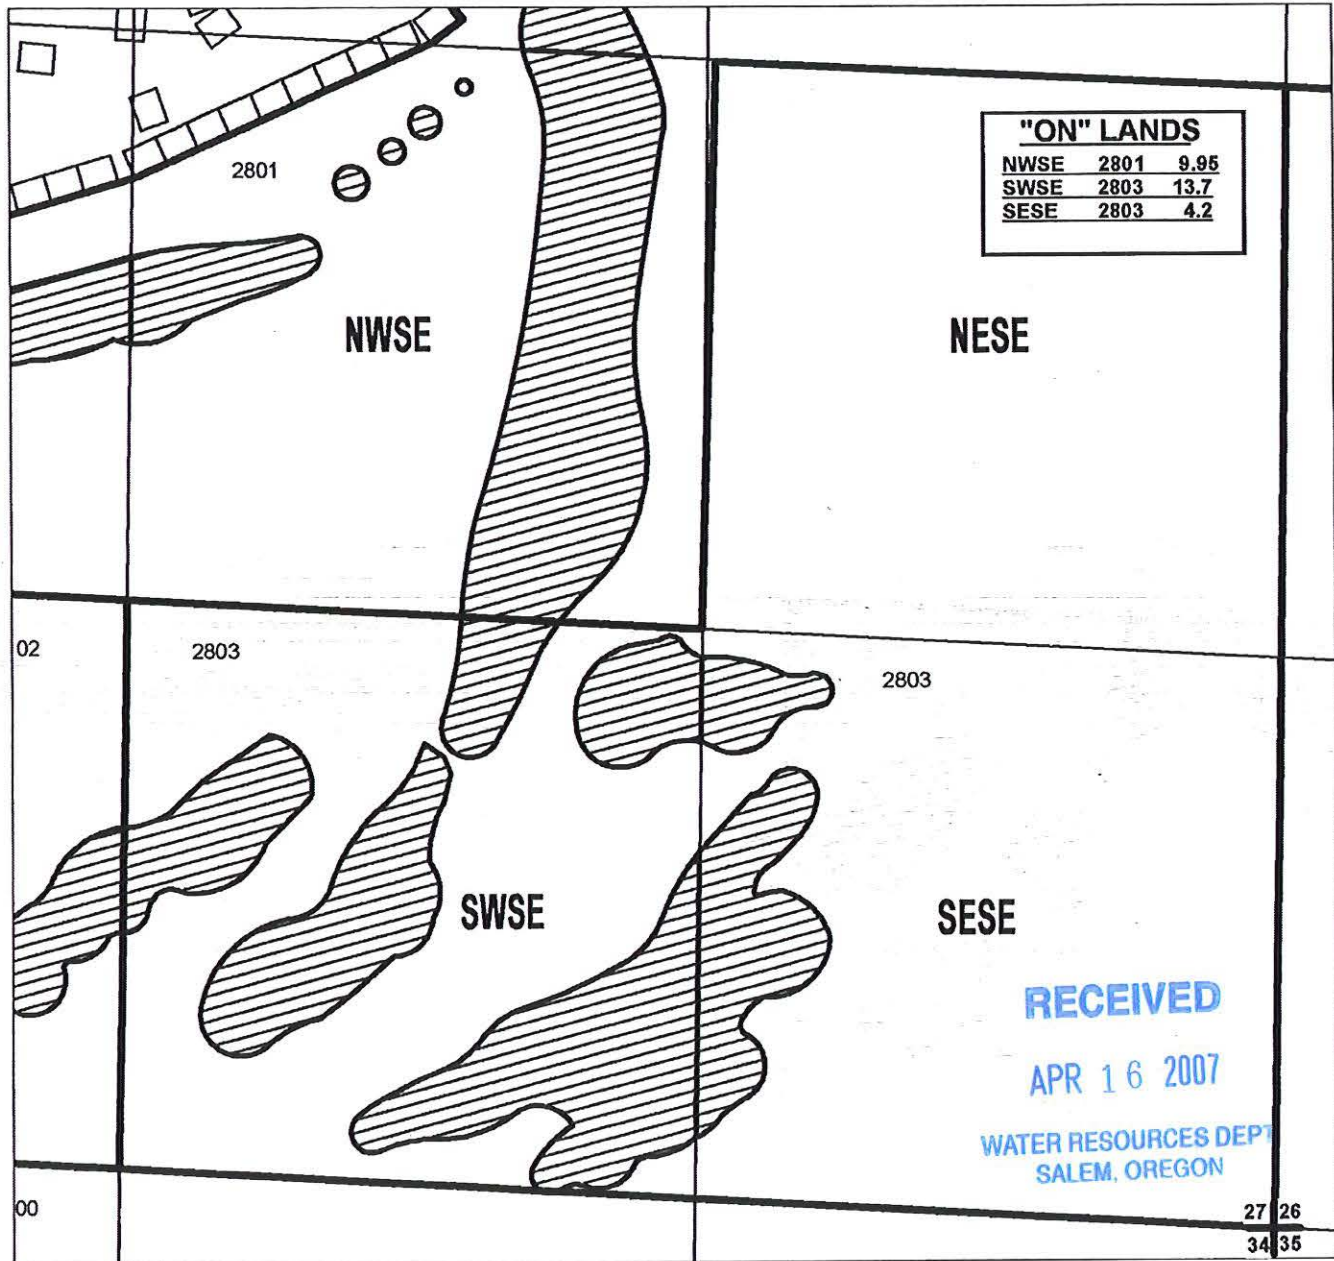 2801
"ON" LANDS
NWSE 2801 9.95
SWSE 2803 13.7
SESE 2803 4.2
NWSE
NESE
02
2803
2803
SWSE
SESE
RECEIVED
APR 16 2007
WATER RESOURCES DEPT
SALEM, OREGON
00
27 26
34 35